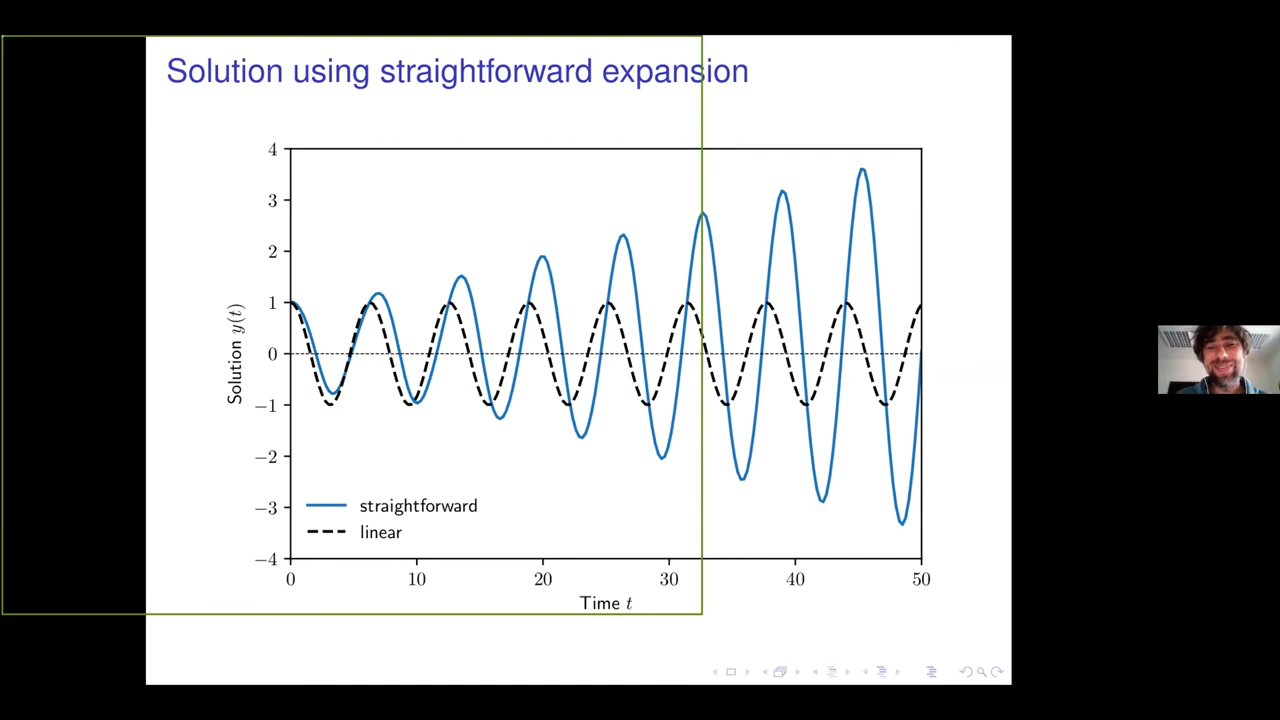 Solution using straightforward expansion
4
3
2
1
0
−1
−2
−3
−4
Solution y(t)
straightforward
linear
0 10 20 30 40 50
Time t